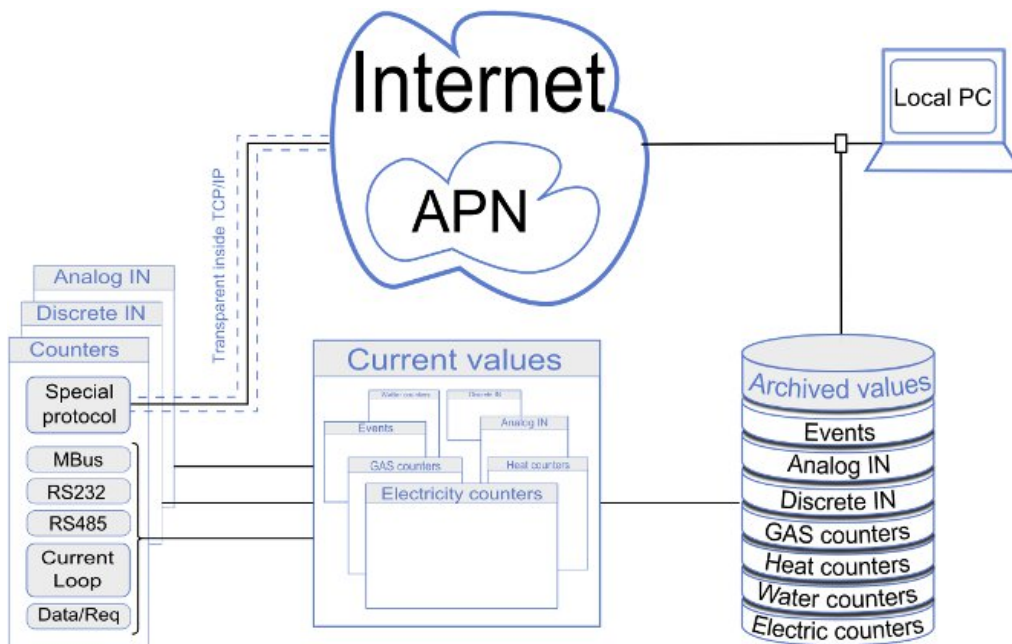 Internet
APN
Local PC
Transparent inside TCP/IP
Analog IN
Discrete IN
Counters
Special
protocol
MBus
RS232
RS485
Current
Loop
Data/Req
Current values
Water counters
Discrete IN
Events
Analog IN
GAS counters
Heat counters
Electricity counters
Archived values
Events
Analog IN
Discrete IN
GAS counters
Heat counters
Water counters
Electric counters